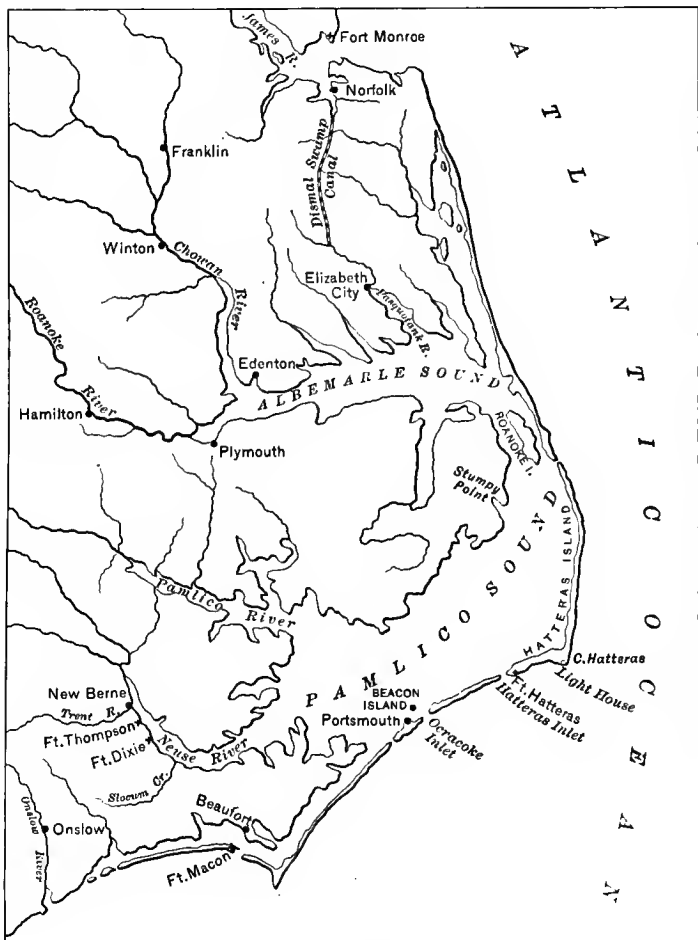 James R.
Fort Monroe
Norfolk
ATLANTIC OCEAN
Franklin
Dismal Swamp
Canal
Winton
Chowan
River
Elizabeth
City
Pasquotank R.
Roanoke
River
Edenton
ALBEMARLE SOUND
Hamilton
Plymouth
ROANOKE I.
Stumpy
Point
PAMLICO SOUND
HATTERAS ISLAND
Pamlico River
C.Hatteras
Light House
Ft.Hatteras
Hatteras Inlet
New Berne
BEACON
ISLAND
Portsmouth
Ocracoke
Inlet
Trent R.
Ft.Thompson
Ft.Dixie
Neuse River
Slocum Cr.
Onslow
River
Onslow
Beaufort
Ft.Macon